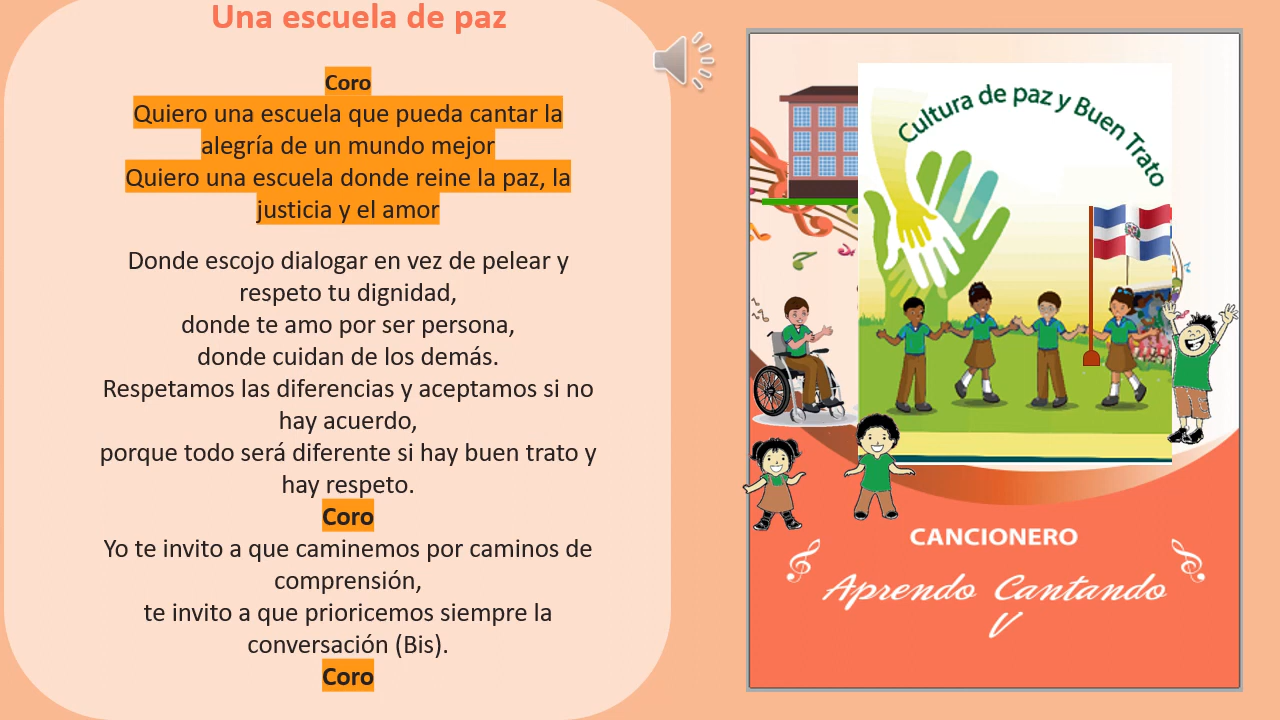 Una escuela de paz
Coro
Quiero una escuela que pueda cantar la
alegría de un mundo mejor
Quiero una escuela donde reine la paz, la
justicia y el amor
Donde escojo dialogar en vez de pelear y
respeto tu dignidad,
donde te amo por ser persona,
donde cuidan de los demás.
Respetamos las diferencias y aceptamos si no
hay acuerdo,
porque todo será diferente si hay buen trato y
hay respeto.
Coro
Yo te invito a que caminemos por caminos de
comprensión,
te invito a que prioricemos siempre la
conversación (Bis).
Coro
Cultura de paz y Buen Trato
CANCIONERO
Aprendo Cantando
V